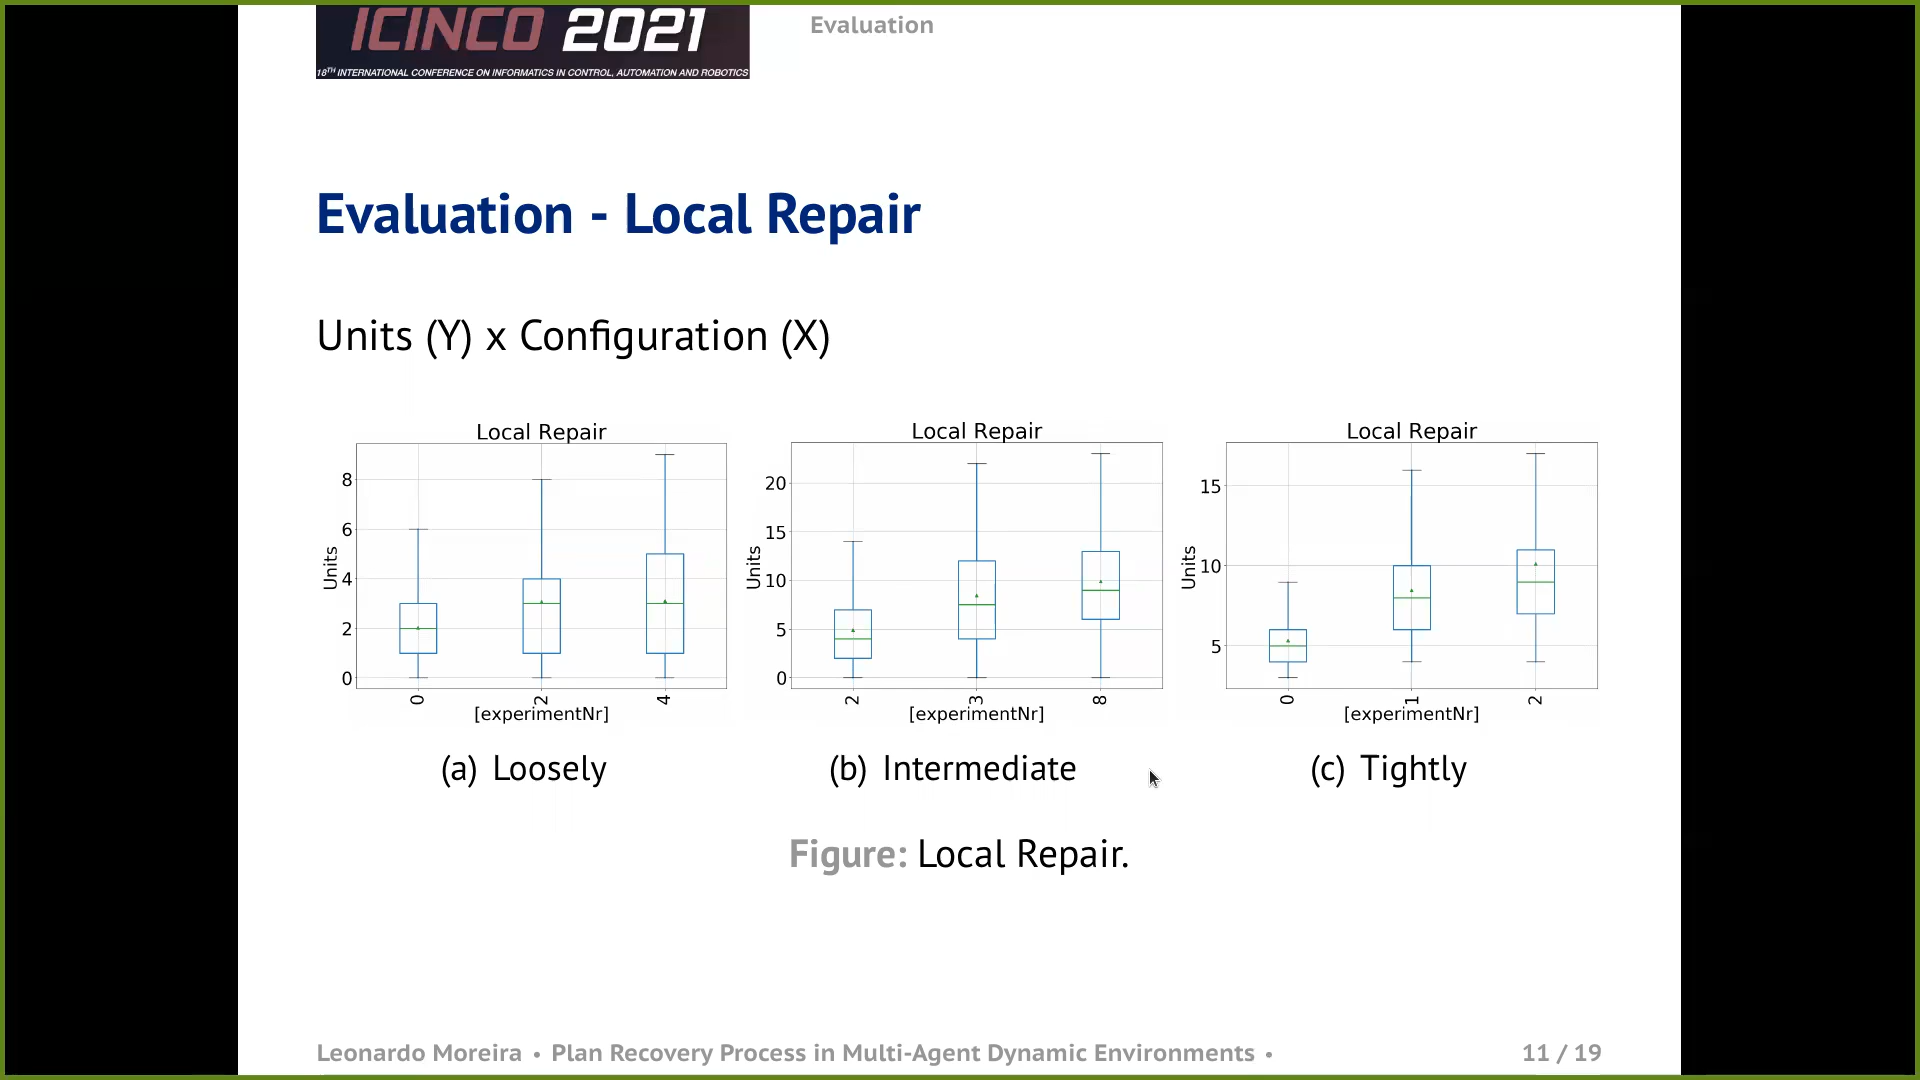 ICINCO 2021
18TH INTERNATIONAL CONFERENCE ON INFORMATICS IN CONTROL, AUTOMATION AND ROBOTICS
Evaluation
Evaluation - Local Repair
Units (Y) x Configuration (X)
Local Repair
Units
8
6
4
2
0
0 2 4
[experimentNr]
(a) Loosely
Local Repair
Units
20
15
10
5
0
2 3 8
[experimentNr]
(b) Intermediate
Local Repair
Units
15
10
5
0 1 2
[experimentNr]
(c) Tightly
Figure: Local Repair.
Leonardo Moreira • Plan Recovery Process in Multi-Agent Dynamic Environments •
11 / 19